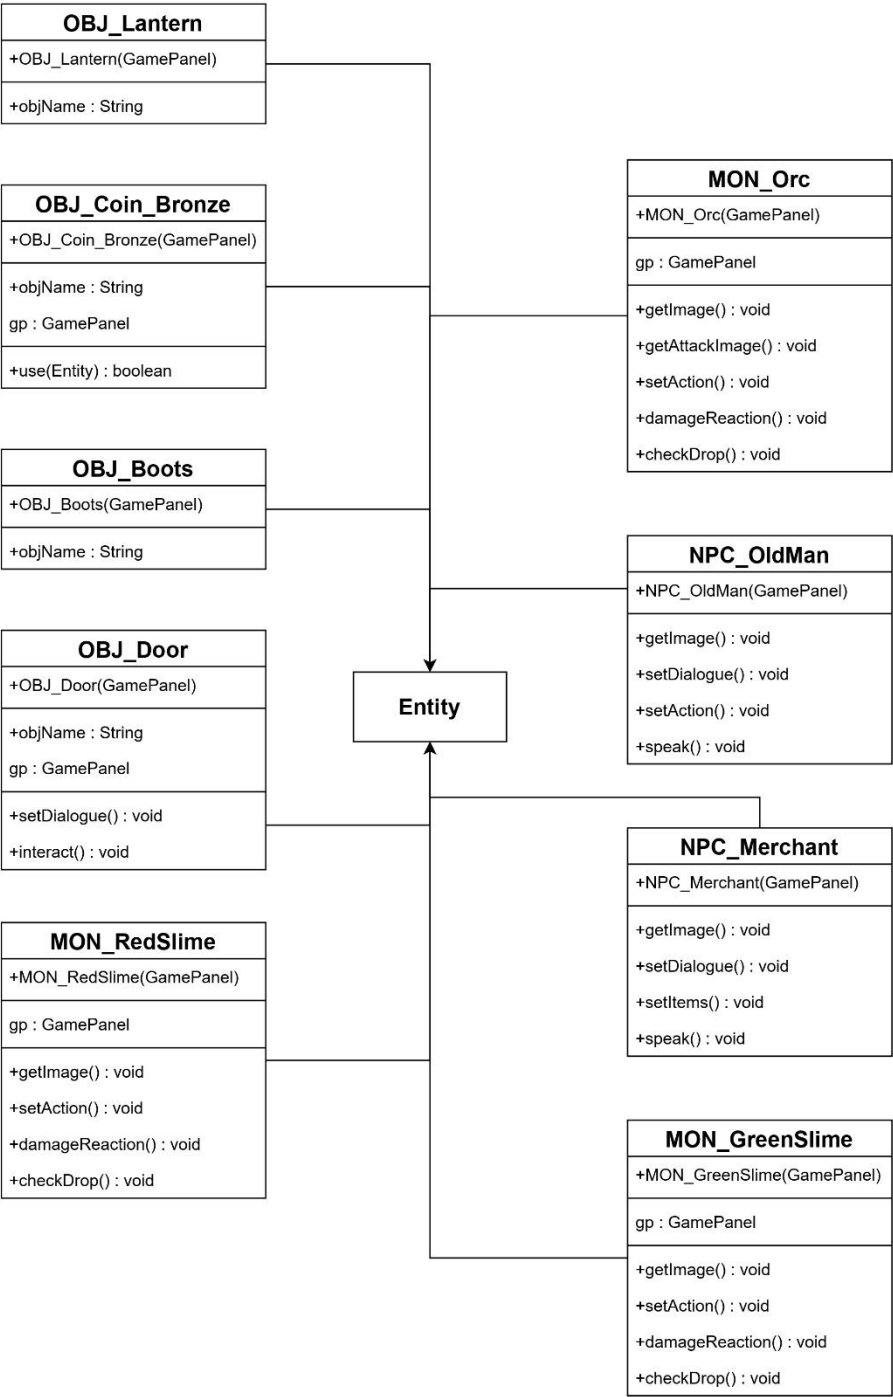 OBJ_Lantern
+OBJ_Lantern(GamePanel)
+objName : String
OBJ_Coin_Bronze
+OBJ_Coin_Bronze(GamePanel)
+objName : String
gp : GamePanel
+use(Entity) : boolean
OBJ_Boots
+OBJ_Boots(GamePanel)
+objName : String
OBJ_Door
+OBJ_Door(GamePanel)
+objName : String
gp : GamePanel
+setDialogue() : void
+interact() : void
MON_RedSlime
+MON_RedSlime(GamePanel)
gp : GamePanel
+getImage() : void
+setAction() : void
+damageReaction() : void
+checkDrop() : void
Entity
MON_Orc
+MON_Orc(GamePanel)
gp : GamePanel
+getImage() : void
+getAttackImage() : void
+setAction() : void
+damageReaction() : void
+checkDrop() : void
NPC_OldMan
+NPC_OldMan(GamePanel)
+getImage() : void
+setDialogue() : void
+setAction() : void
+speak() : void
NPC_Merchant
+NPC_Merchant(GamePanel)
+getImage() : void
+setDialogue() : void
+setItems() : void
+speak() : void
MON_GreenSlime
+MON_GreenSlime(GamePanel)
gp : GamePanel
+getImage() : void
+setAction() : void
+damageReaction() : void
+checkDrop() : void